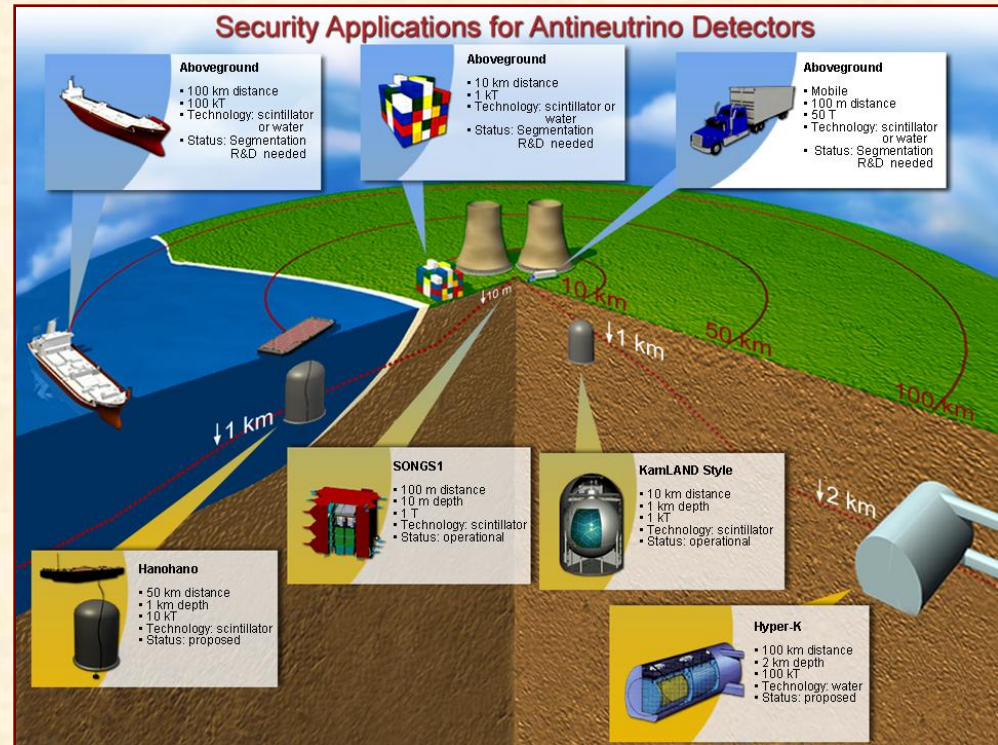 Security Applications for Antineutrino Detectors
Aboveground
▪ 100 km distance
▪ 100 kT
▪ Technology: scintillator
or water
▪ Status: Segmentation
R&D needed
Aboveground
▪ 10 km distance
▪ 1 kT
▪ Technology: scintillator or
water
▪ Status: Segmentation
R&D needed
Aboveground
▪ Mobile
▪ 100 m distance
▪ 50 T
▪ Technology: scintillator
or water
▪ Status: Segmentation
R&D needed
↓10 m
10 km
50 km
100 km
↓1 km
↓1 km
↓2 km
SONGS1
▪ 100 m distance
▪ 10 m depth
▪ 1 T
▪ Technology: scintillator
▪ Status: operational
KamLAND Style
▪ 10 km distance
▪ 1 km depth
▪ 1 kT
▪ Technology: scintillator
▪ Status: operational
Hanohano
▪ 50 km distance
▪ 1 km depth
▪ 10 kT
▪ Technology: scintillator
▪ Status: proposed
Hyper-K
▪ 100 km distance
▪ 2 km depth
▪ 100 kT
▪ Technology: water
▪ Status: proposed